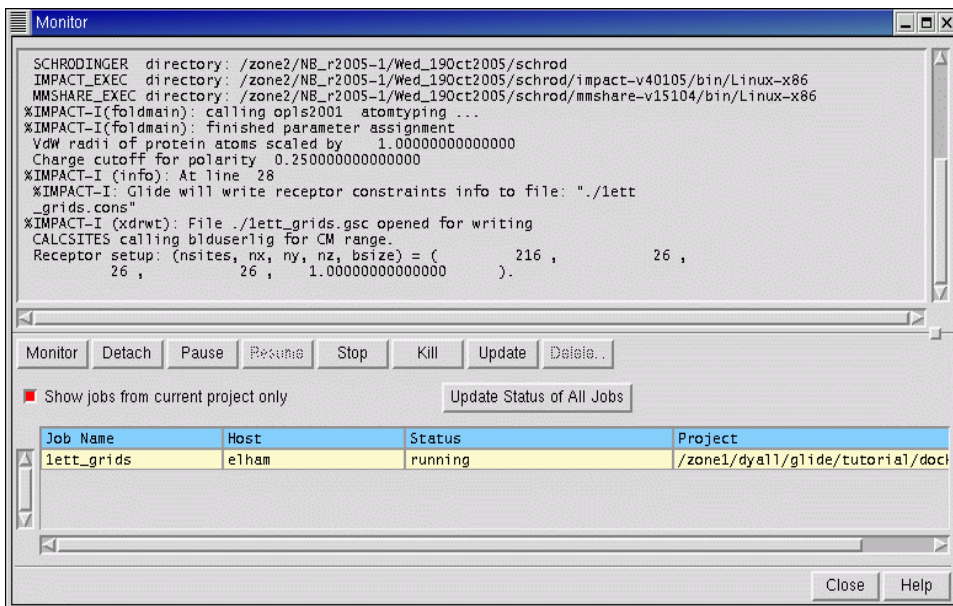 Monitor
SCHRODINGER directory: /zone2/NB_r2005-1/Wed_19Oct2005/schrod
IMPACT_EXEC directory: /zone2/NB_r2005-1/Wed_19Oct2005/schrod/impact-v40105/bin/Linux-x86
MMSHARE_EXEC directory: /zone2/NB_r2005-1/Wed_19Oct2005/schrod/mmshare-v15104/bin/Linux-x86
%IMPACT-I(foldmain): calling opls2001 atomtyping ...
%IMPACT-I(foldmain): finished parameter assignment
VdW radii of protein atoms scaled by 1.00000000000000
Charge cutoff for polarity 0.250000000000000
%IMPACT-I (info): At line 28
%IMPACT-I: Glide will write receptor constraints info to file: "./1ett
_grids.cons"
%IMPACT-I (xdrwt): File ./1ett_grids.gsc opened for writing
CALCSITES calling blduserlig for CM range.
Receptor setup: (nsites, nx, ny, nz, bsize) = ( 216 , 26 ,
26 , 26 , 1.00000000000000 ).
Monitor Detach Pause Resume Stop Kill Update Delete...
Show jobs from current project only Update Status of All Jobs
Job Name Host Status Project
1ett_grids elham running /zone1/dyall/glide/tutorial/dock
Close Help